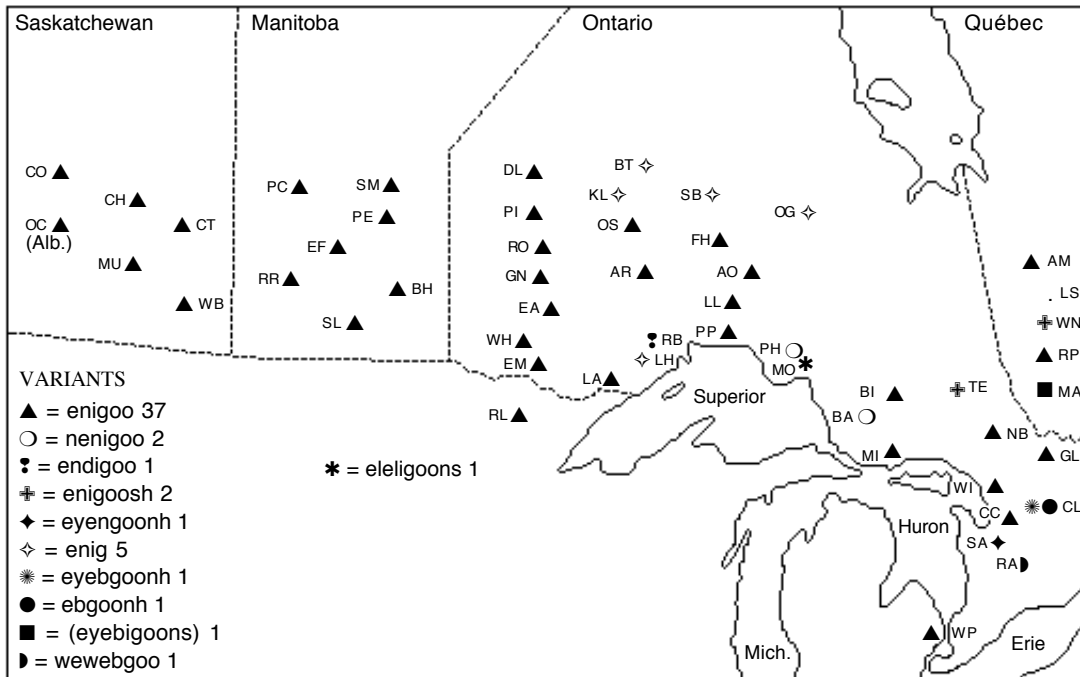 Saskatchewan Manitoba Ontario Québec
CO
CH
OC
(Alb.)
CT
MU
WB
PC
SM
PE
EF
RR
BH
SL
DL
PI
RO
GN
EA
WH
EM
RL
LA
BT
KL
SB
OG
OS
FH
AR
AO
LL
PP
RB
LH
PH
MO
Superior
BI
BA
MI
TE
AM
LS
WN
RP
MA
NB
GL
WI
CC
CL
Huron
SA
RA
WP
Mich.
Erie
VARIANTS
▲ = enigoo 37
❍ = nenigoo 2
❢ = endigoo 1
✙ = enigoosh 2
✦ = eyengoonh 1
✧ = enig 5
✺ = eyebgoonh 1
● = ebgoonh 1
■ = (eyebigoons) 1
◗ = wewebgoo 1
✱ = eleligoons 1